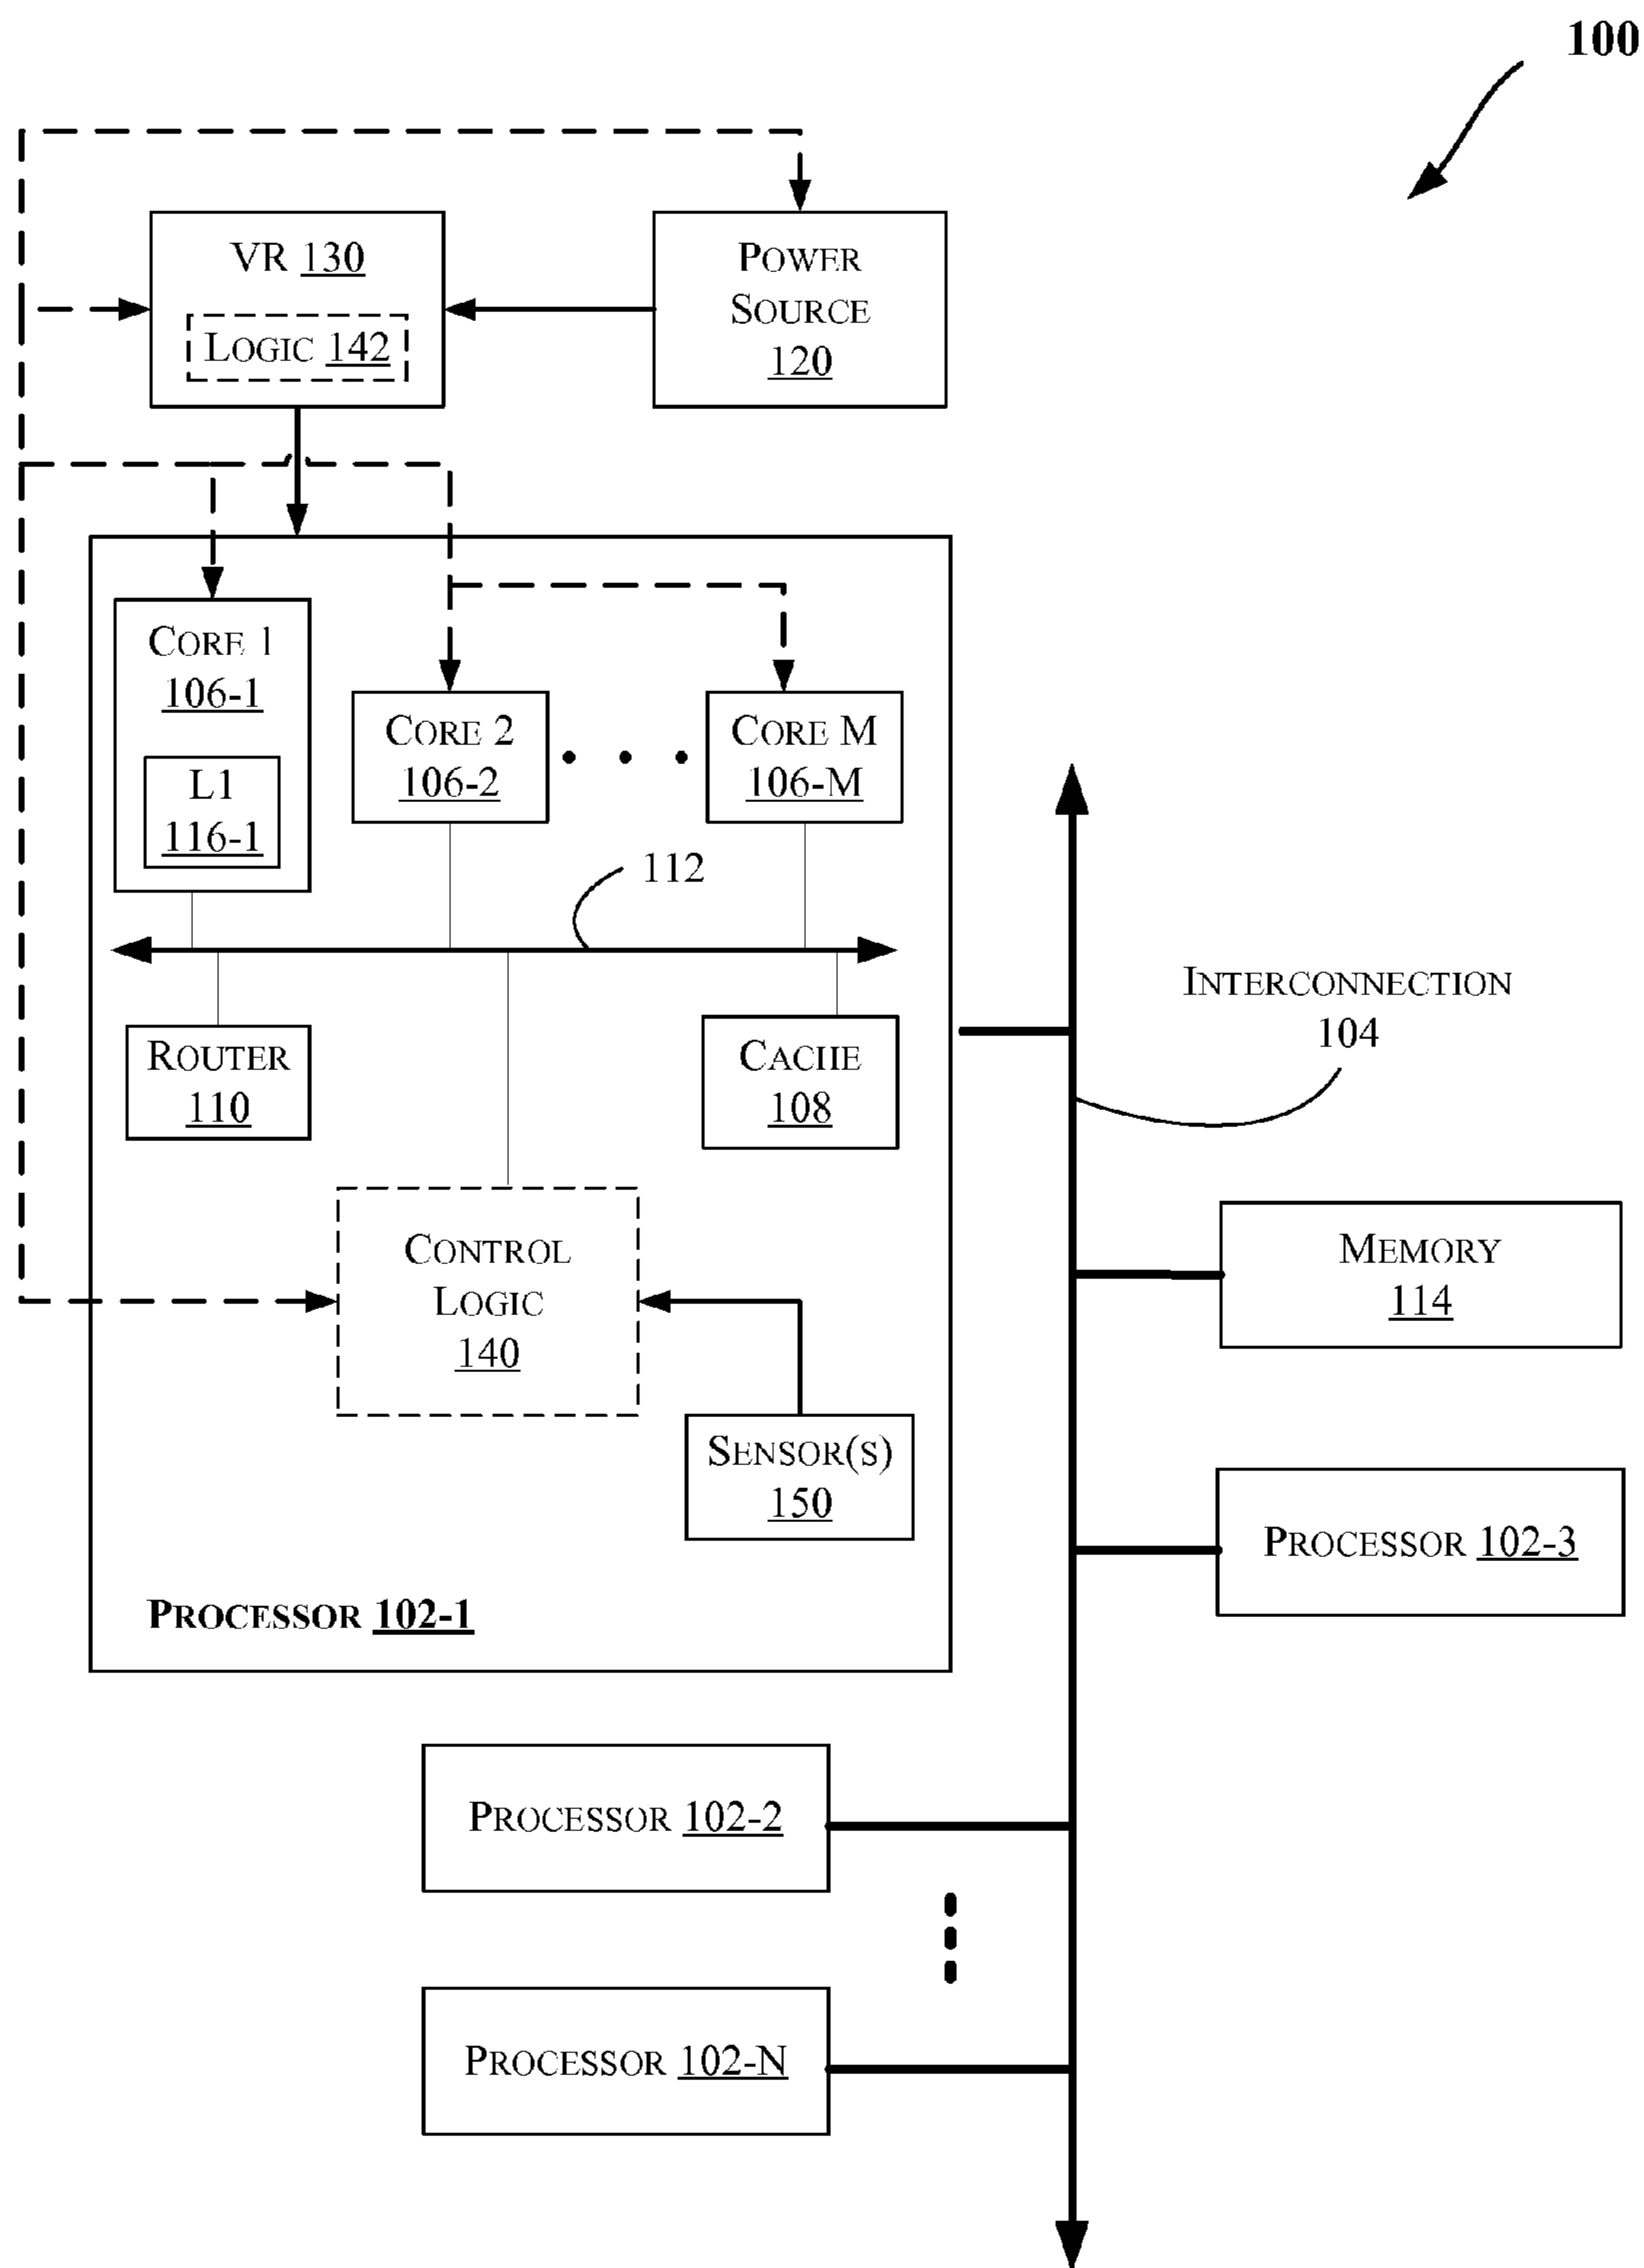 100
VR 130
LOGIC 142
POWER
SOURCE
120
CORE 1
106-1
L1
116-1
CORE 2
106-2
CORE M
106-M
112
ROUTER
110
CACHE
108
INTERCONNECTION
104
CONTROL
LOGIC
140
SENSOR(S)
150
PROCESSOR 102-1
MEMORY
114
PROCESSOR 102-3
PROCESSOR 102-2
PROCESSOR 102-N